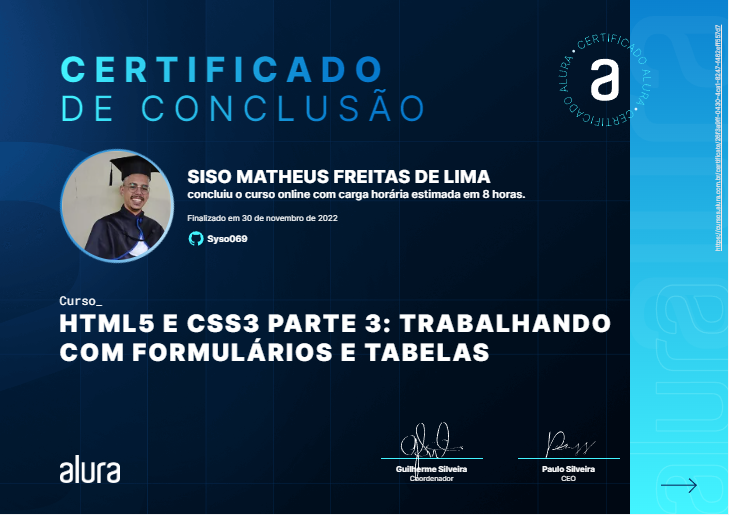 CERTIFICADO
DE CONCLUSÃO
CERTIFICADO ALURA • CERTIFICADO ALURA •
a
SISO MATHEUS FREITAS DE LIMA
concluiu o curso online com carga horária estimada em 8 horas.
Finalizado em 30 de novembro de 2022
Syso069
Curso_
HTML5 E CSS3 PARTE 3: TRABALHANDO
COM FORMULÁRIOS E TABELAS
alura
Guilherme Silveira
Coordenador
Paulo Silveira
CEO
alura